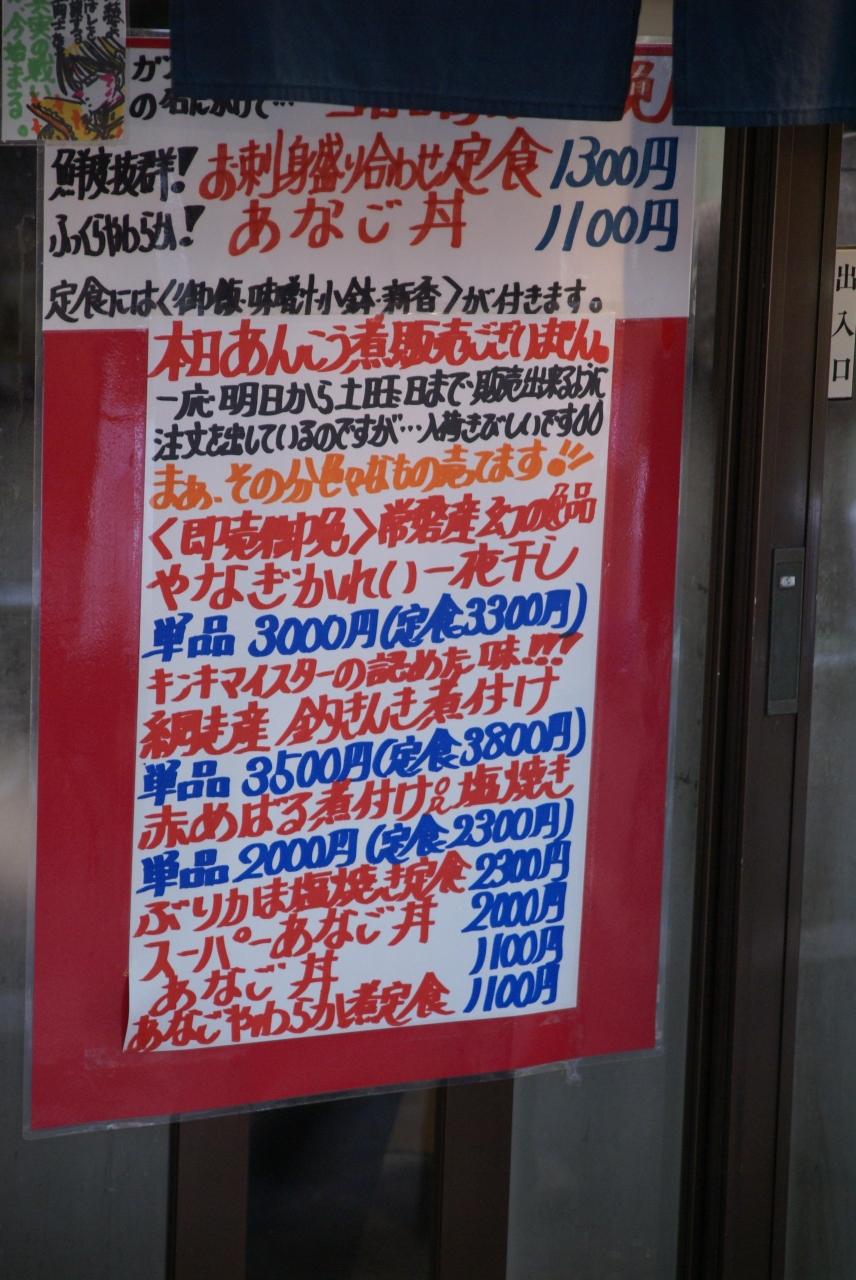 今始まる。
鮮度抜群! お刺身盛り合わせ定食 1300円
ふっくらやわらか! あなご丼 1100円
定食には〈御飯・味噌汁・小鉢・新香〉が付きます。
本日あんこう煮販売ございません。
一応明日から土曜日まで販売出来るように
注文を出しているのですが…入荷きびしいです
まぁ、その分色々なもの売ってます!!
〈即売御免〉常磐産幻の逸品
やなぎかれい一夜干し
単品 3000円(定食3300円)
キンキマイスターの認めた味!!!
網走産 釣きんき煮付け
単品 3500円(定食3800円)
赤めばる煮付けor塩焼き
単品 2000円(定食2300円)
ぶりかま塩焼き定食 2300円
スーパーあなご丼 2000円
あなご丼 1100円
あなごやわらか煮定食 1100円
出入口